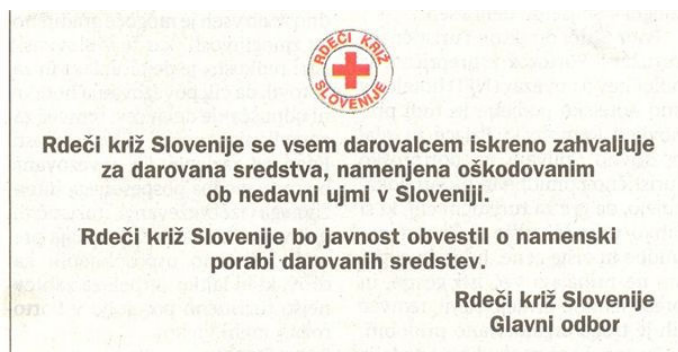 RDEČI KRIŽ
SLOVENIJE
Rdeči križ Slovenije se vsem darovalcem iskreno zahvaljuje
za darovana sredstva, namenjena oškodovanim
ob nedavni ujmi v Sloveniji.
Rdeči križ Slovenije bo javnost obvestil o namenski
porabi darovanih sredstev.
Rdeči križ Slovenije
Glavni odbor